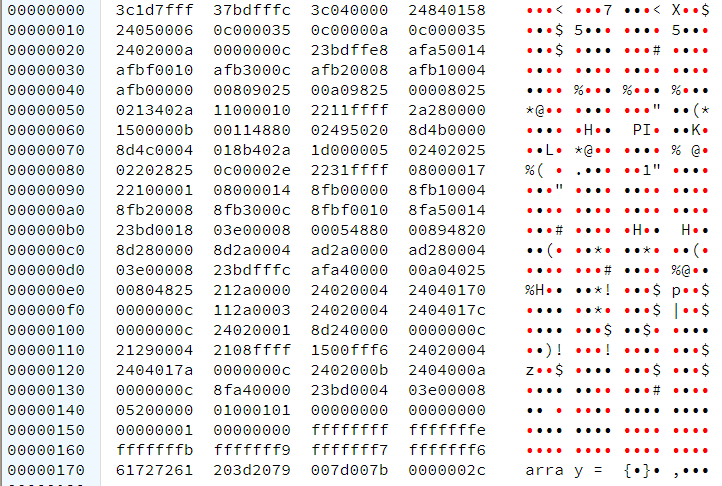 00000000 3c1d7fff 37bdfffc 3c040000 24840158 •••< •••7 •••< X••$
00000010 24050006 0c000035 0c00000a 0c000035 •••$ 5••• •••• 5•••
00000020 2402000a 0000000c 23bdffe8 afa50014 •••$ •••• •••# ••••
00000030 afbf0010 afb3000c afb20008 afb10004 •••• •••• •••• ••••
00000040 afb00000 00809025 00a09825 00008025 •••• %••• %••• %•••
00000050 0213402a 11000010 2211ffff 2a280000 *@•• •••• •••" ••(*
00000060 1500000b 00114880 02495020 8d4b0000 •••• •H••  PI• ••K•
00000070 8d4c0004 018b402a 1d000005 02402025 ••L• *@•• •••• % @•
00000080 02202825 0c00002e 2231ffff 08000017 %( • .••• ••1" ••••
00000090 22100001 08000014 8fb00000 8fb10004 •••" •••• •••• ••••
000000a0 8fb20008 8fb3000c 8fbf0010 8fa50014 •••• •••• •••• ••••
000000b0 23bd0018 03e00008 00054880 00894820 •••# •••• •H••  H••
000000c0 8d280000 8d2a0004 ad2a0000 ad280004 ••(• ••*• ••*• ••(•
000000d0 03e00008 23bdfffc afa40000 00a04025 •••• •••# •••• %@••
000000e0 00804825 212a0000 24020004 24040170 %H•• ••*! •••$ p••$
000000f0 0000000c 112a0003 24020004 2404017c •••• ••*• •••$ |••$
00000100 0000000c 24020001 8d240000 0000000c •••• •••$ ••$• ••••
00000110 21290004 2108ffff 1500fff6 24020004 ••)! •••! •••• •••$
00000120 2404017a 0000000c 2402000b 2404000a z••$ •••• •••$ •••$
00000130 0000000c 8fa40000 23bd0004 03e00008 •••• •••• •••# ••••
00000140 05200000 01000101 00000000 00000000 •• • •••• •••• ••••
00000150 00000001 00000000 ffffffff fffffffe •••• •••• •••• ••••
00000160 fffffffb fffffff9 fffffff7 fffffff6 •••• •••• •••• ••••
00000170 61727261 203d2079 007d007b 0000002c arra y =  {•}• ,•••